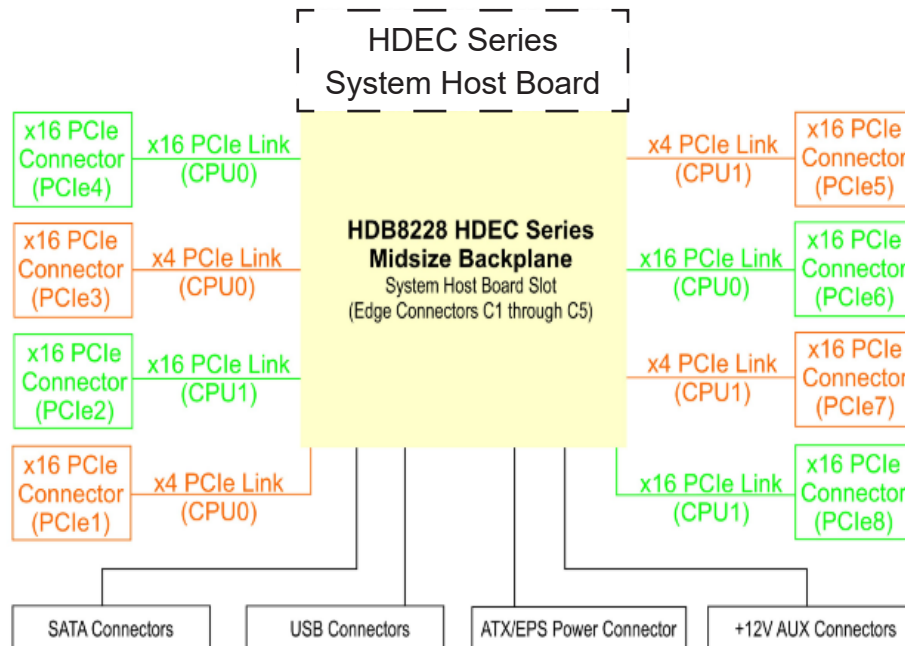 HDEC Series
System Host Board
x16 PCIe
Connector
(PCIe4)
x16 PCIe Link
(CPU0)
x16 PCIe
Connector
(PCIe3)
x4 PCIe Link
(CPU0)
x16 PCIe
Connector
(PCIe2)
x16 PCIe Link
(CPU1)
x16 PCIe
Connector
(PCIe1)
x4 PCIe Link
(CPU0)
HDB8228 HDEC Series
Midsize Backplane
System Host Board Slot
(Edge Connectors C1 through C5)
x4 PCIe Link
(CPU1)
x16 PCIe
Connector
(PCIe5)
x16 PCIe Link
(CPU0)
x16 PCIe
Connector
(PCIe6)
x4 PCIe Link
(CPU1)
x16 PCIe
Connector
(PCIe7)
x16 PCIe Link
(CPU1)
x16 PCIe
Connector
(PCIe8)
SATA Connectors
USB Connectors
ATX/EPS Power Connector
+12V AUX Connectors